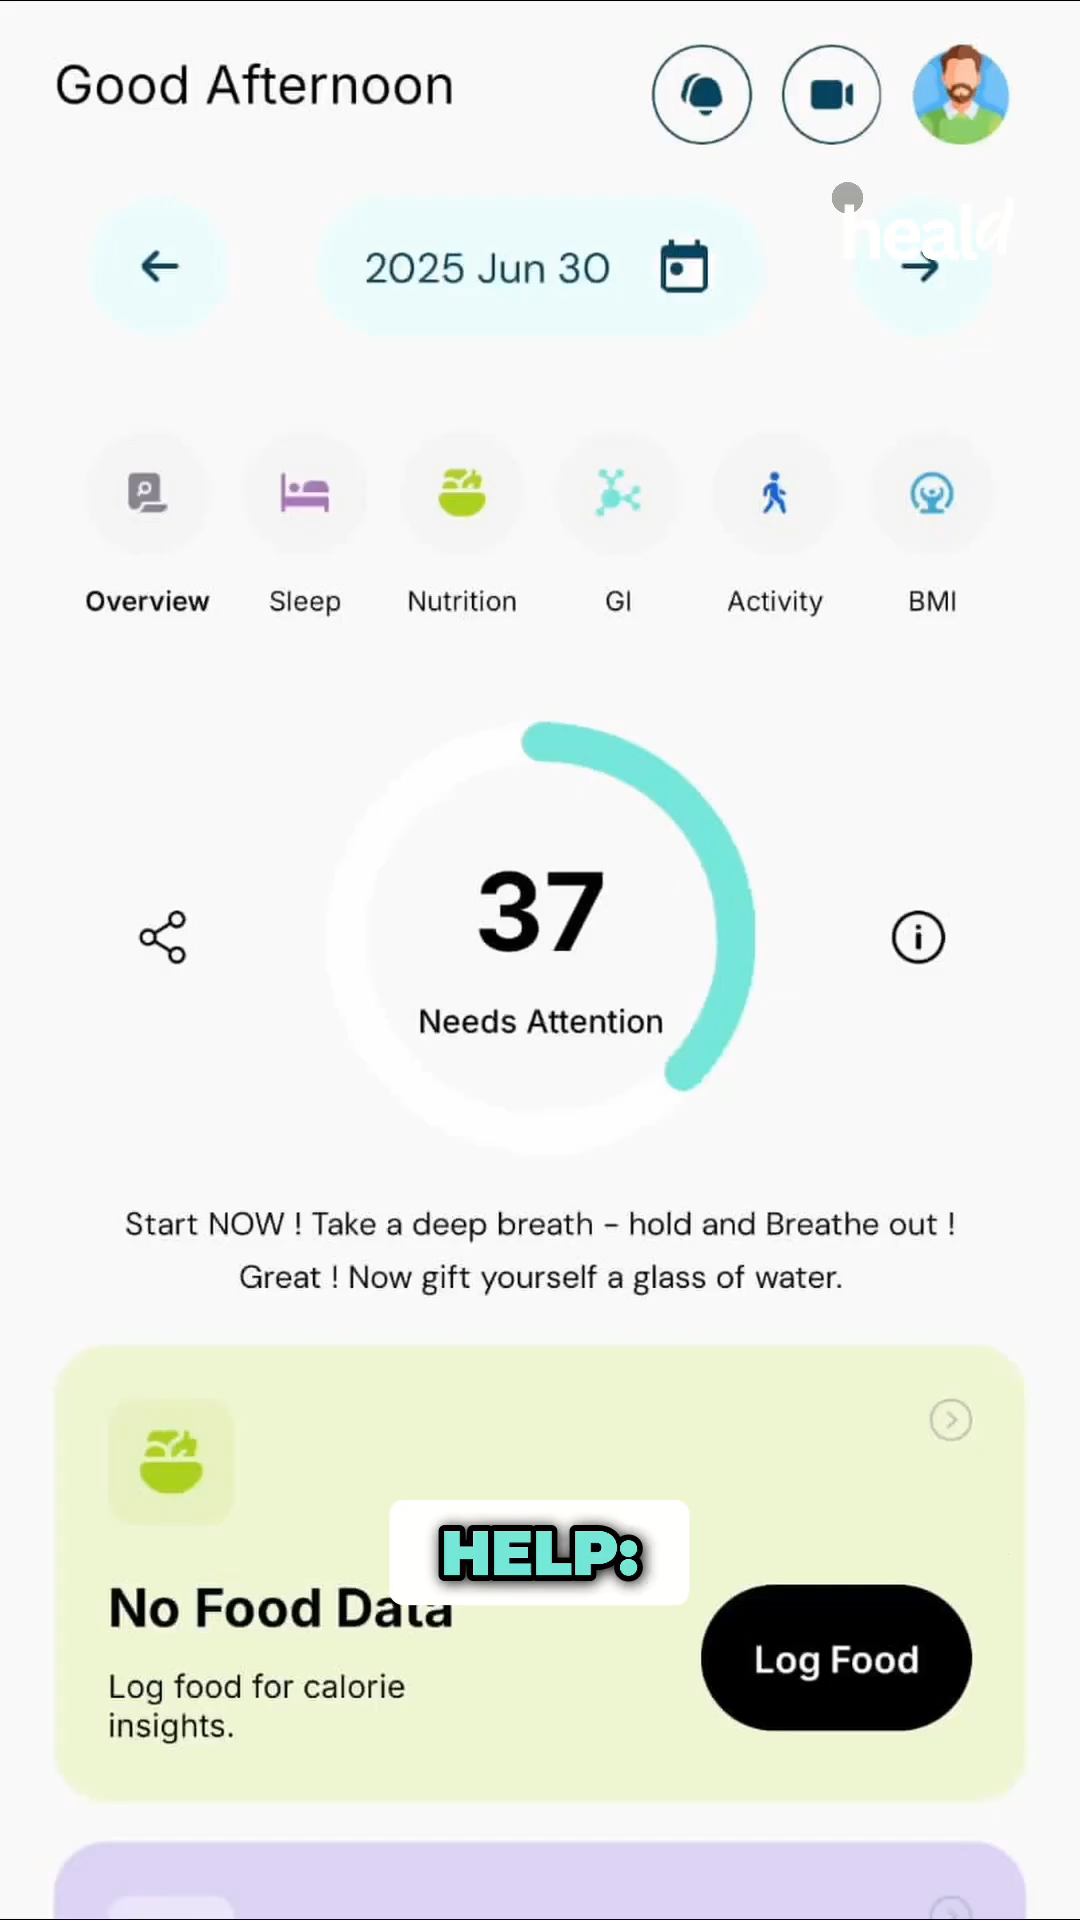 Good Afternoon
heald
2025 Jun 30
Overview Sleep Nutrition GI Activity BMI
37
Needs Attention
Start NOW ! Take a deep breath - hold and Breathe out !
Great ! Now gift yourself a glass of water.
HELP:
No Food Data
Log Food
Log food for calorie
insights.